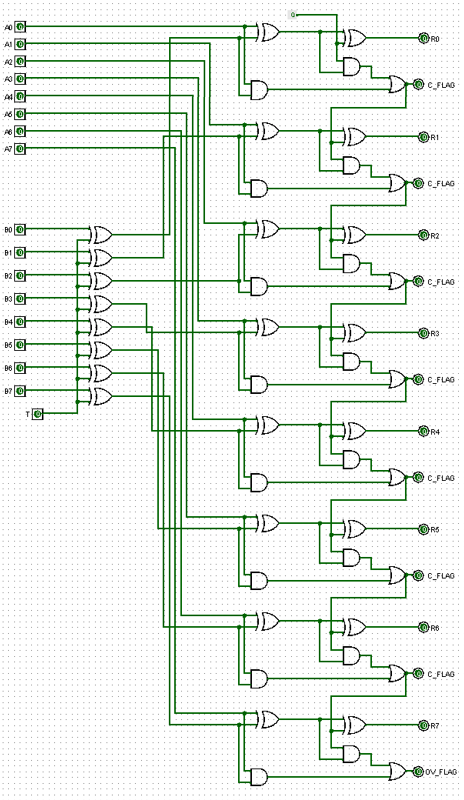 A0
0
R0
A1
A2
A3
C_FLAG
A4
A5
A6
R1
A7
C_FLAG
B0
R2
B1
B2
C_FLAG
B3
B4
R3
B5
B6
C_FLAG
B7
T
R4
C_FLAG
R5
C_FLAG
R6
C_FLAG
R7
OV_FLAG